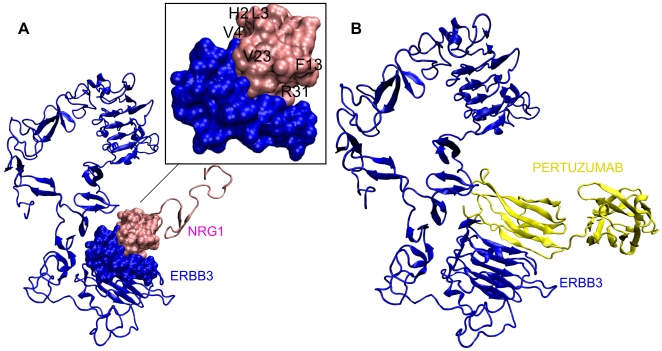 A
H2 L3
V4
V23
F13
R31
NRG1
ERBB3
B
PERTUZUMAB
ERBB3